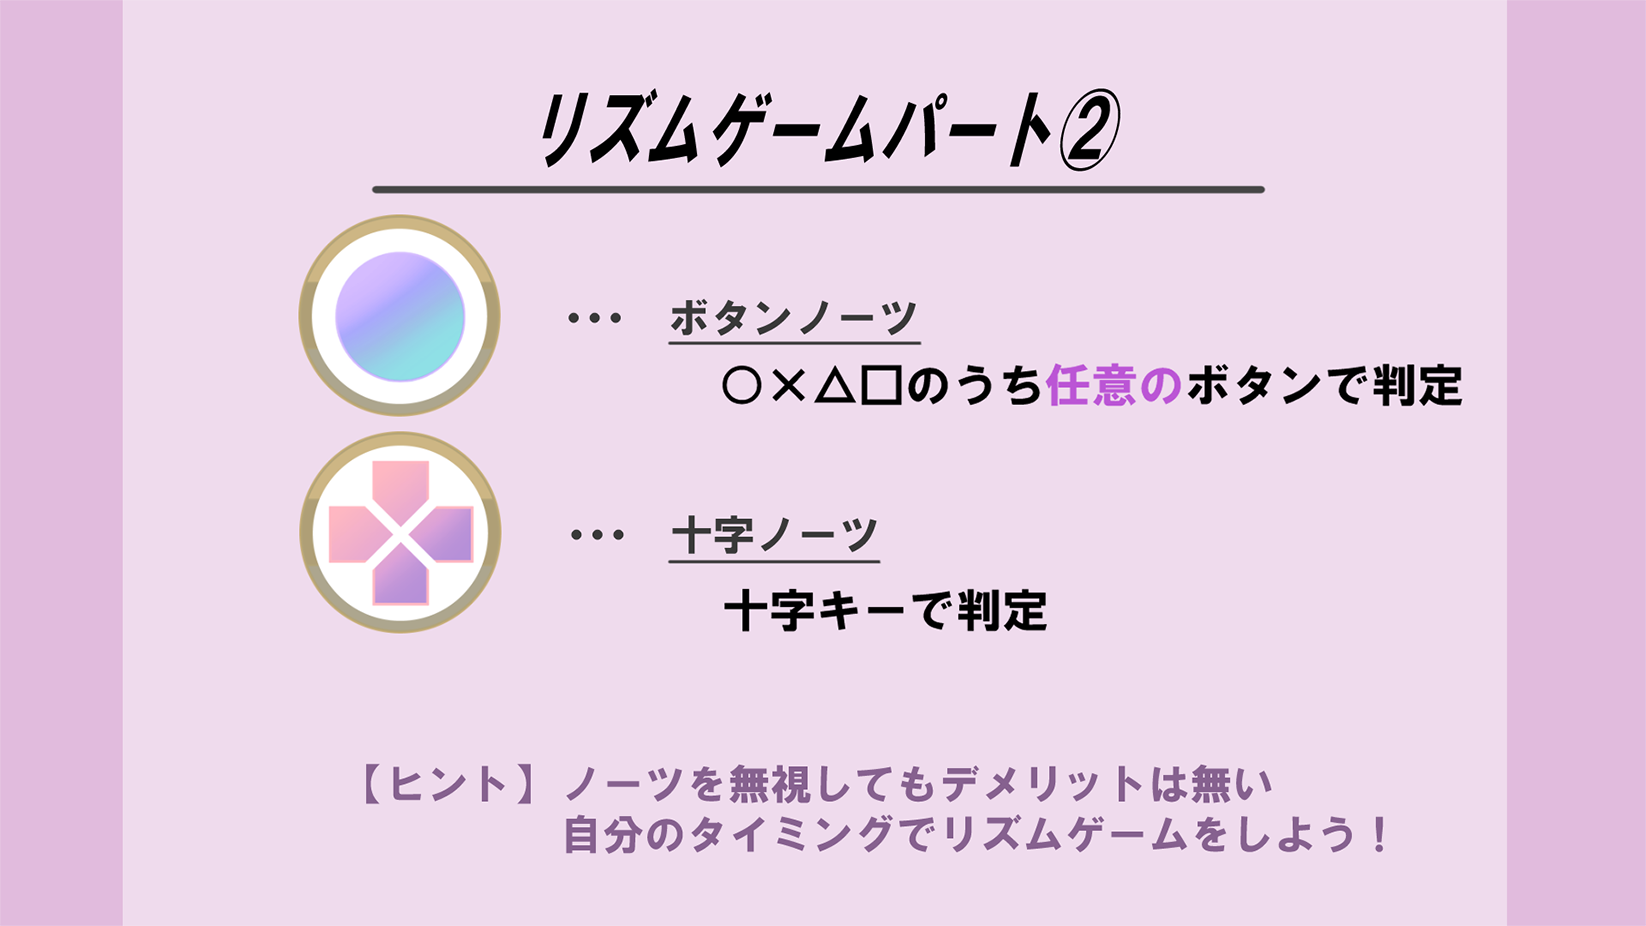 リズムゲームパート②
… ボタンノーツ
○×△□のうち任意のボタンで判定
… 十字ノーツ
十字キーで判定
【ヒント】ノーツを無視してもデメリットは無い
自分のタイミングでリズムゲームをしよう！